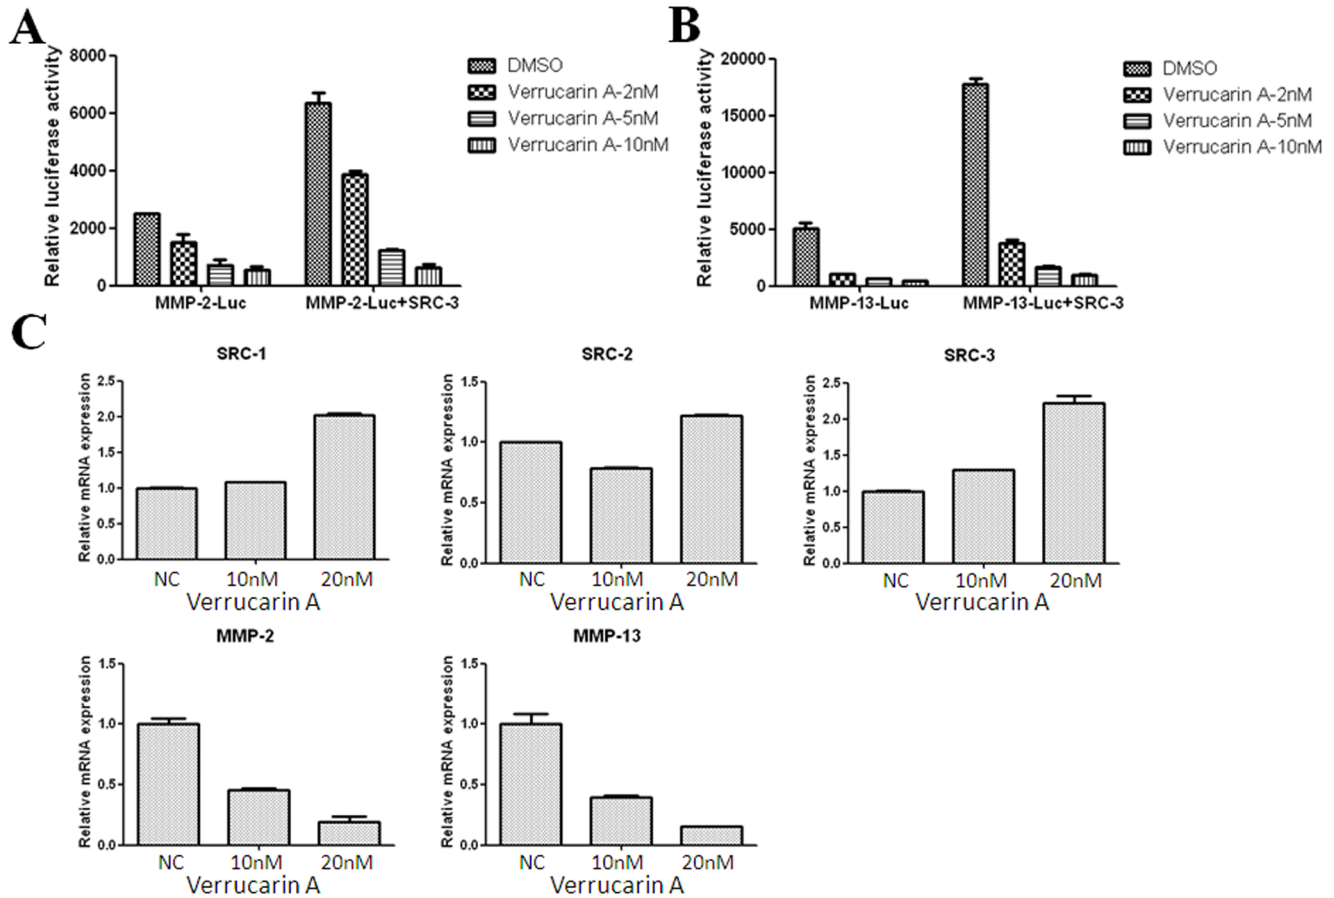 A
Relative luciferase activity
8000
6000
4000
2000
0
MMP-2-Luc
MMP-2-Luc+SRC-3
DMSO
Verrucarin A-2nM
Verrucarin A-5nM
Verrucarin A-10nM
B
Relative luciferase activity
20000
15000
10000
5000
0
MMP-13-Luc
MMP-13-Luc+SRC-3
DMSO
Verrucarin A-2nM
Verrucarin A-5nM
Verrucarin A-10nM
C
SRC-1
Relative mRNA expression
2.5
2.0
1.5
1.0
0.5
0.0
NC 10nM 20nM
Verrucarin A
SRC-2
Relative mRNA expression
1.5
1.0
0.5
0.0
NC 10nM 20nM
Verrucarin A
SRC-3
Relative mRNA expression
2.5
2.0
1.5
1.0
0.5
0.0
NC 10nM 20nM
Verrucarin A
MMP-2
Relative mRNA expression
1.5
1.0
0.5
0.0
NC 10nM 20nM
Verrucarin A
MMP-13
Relative mRNA expression
1.5
1.0
0.5
0.0
NC 10nM 20nM
Verrucarin A